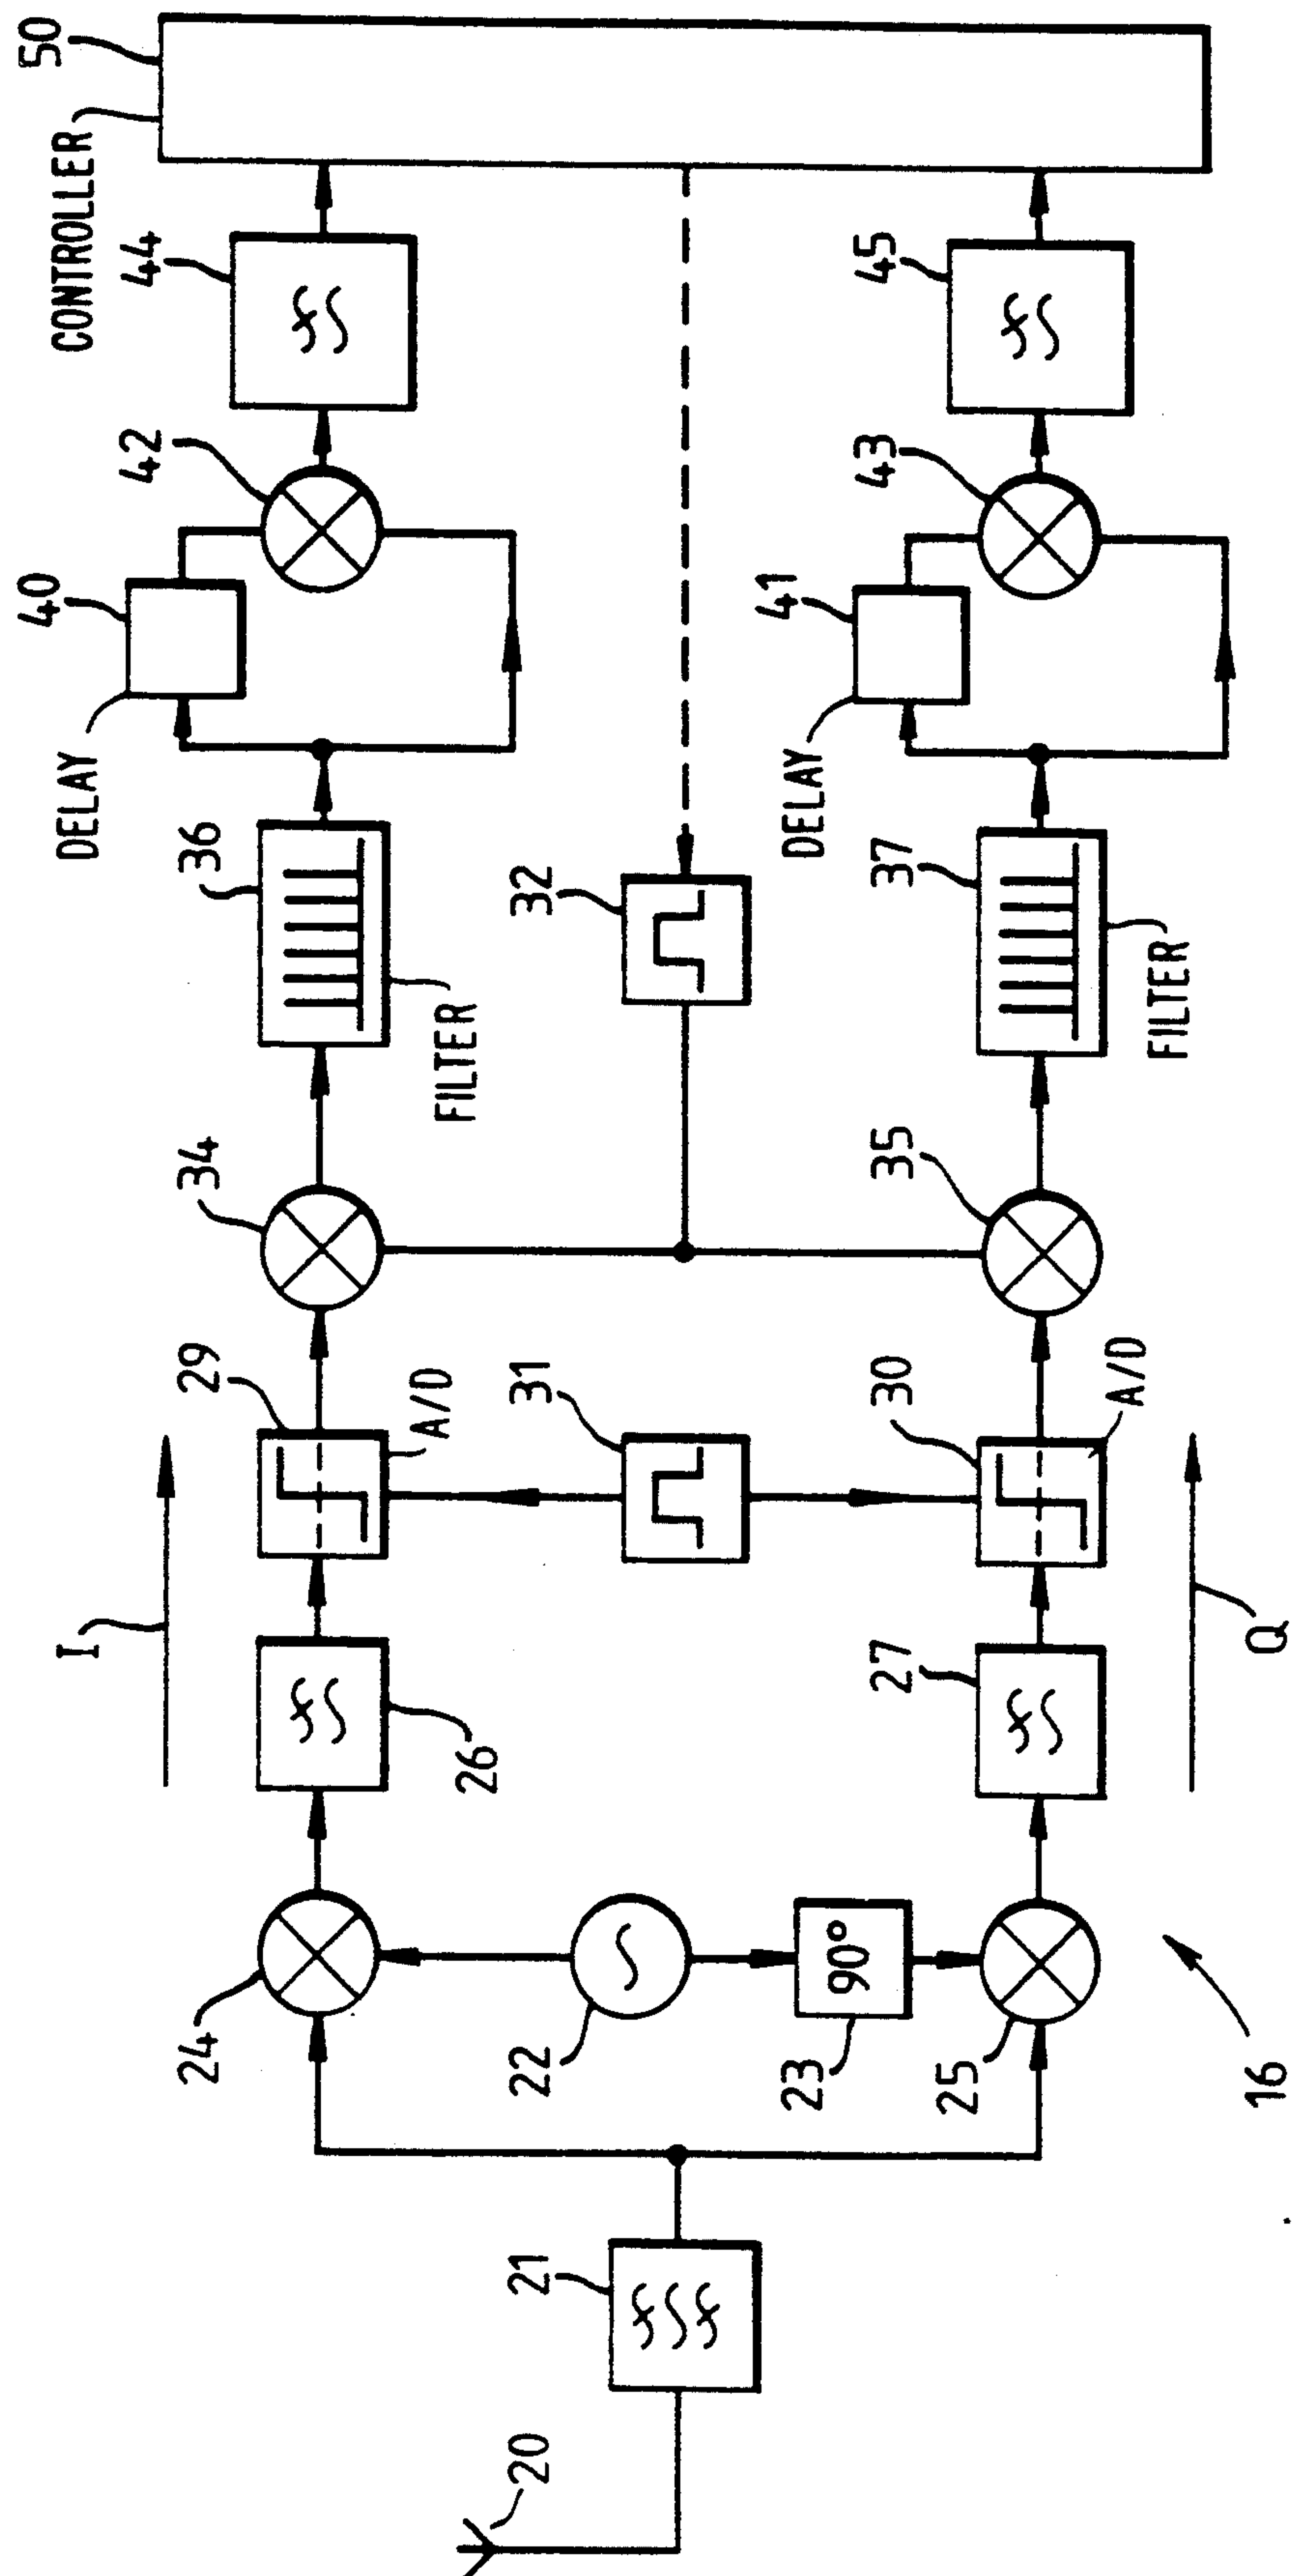 50
CONTROLLER
44
42
40
DELAY
36
FILTER
34
29
A/D
I
26
24
32
31
22
90°
23
21
20
45
43
41
DELAY
37
FILTER
35
30
A/D
27
Q
25
16